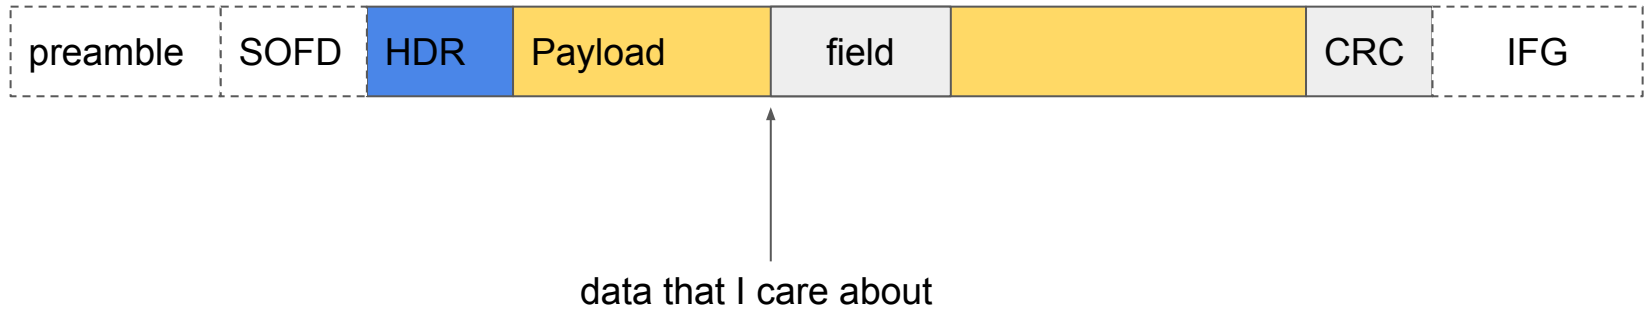 preamble SOFD HDR Payload field CRC IFG
data that I care about